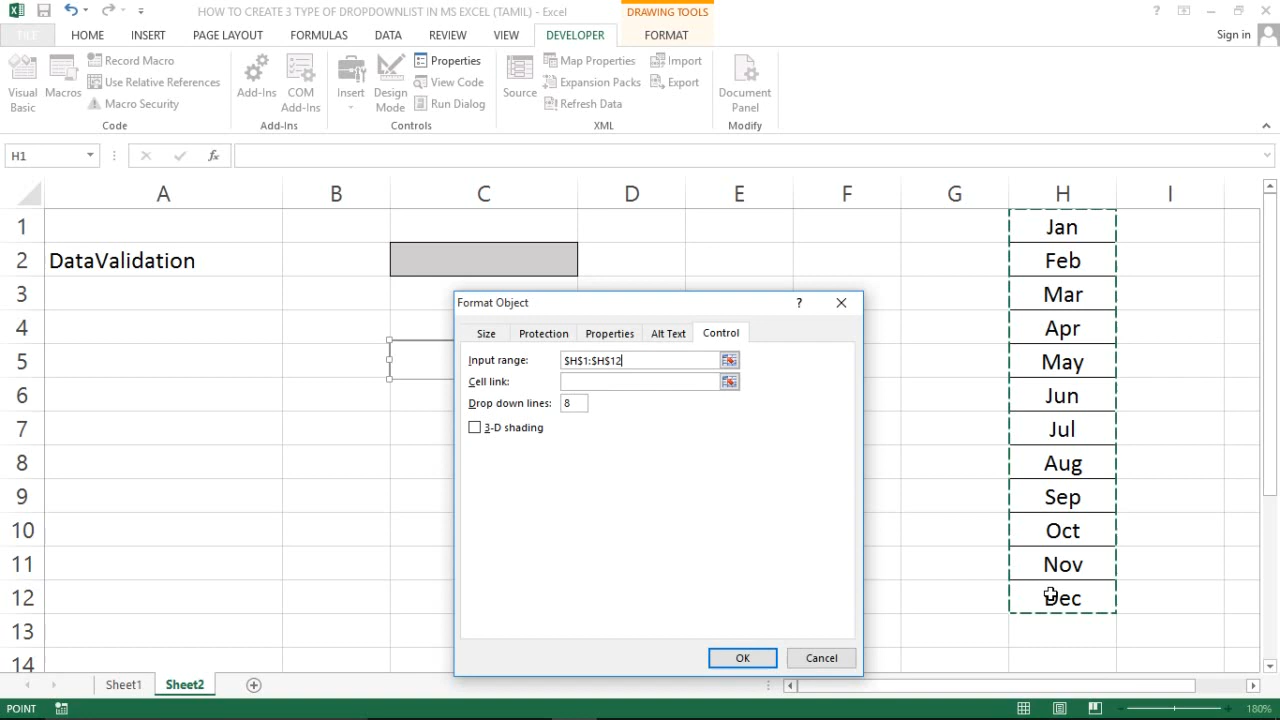 HOW TO CREATE 3 TYPE OF DROPDOWNLIST IN MS EXCEL (TAMIL) - Excel
DRAWING TOOLS
?
FILE
HOME
INSERT
PAGE LAYOUT
FORMULAS
DATA
REVIEW
VIEW
DEVELOPER
FORMAT
Sign in
Visual Basic
Macros
Record Macro
Use Relative References
Macro Security
Code
Add-Ins
COM Add-Ins
Add-Ins
Insert
Design Mode
Properties
View Code
Run Dialog
Controls
Source
Map Properties
Expansion Packs
Refresh Data
Import
Export
XML
Document Panel
Modify
H1
fx
A B C D E F G H I
1 Jan
2 DataValidation Feb
3 Mar
4 Apr
5 May
6 Jun
7 Jul
8 Aug
9 Sep
10 Oct
11 Nov
12 Dec
13
14
Format Object
?
Size
Protection
Properties
Alt Text
Control
Input range: $H$1:$H$12
Cell link:
Drop down lines: 8
3-D shading
OK
Cancel
Sheet1
Sheet2
POINT
180%